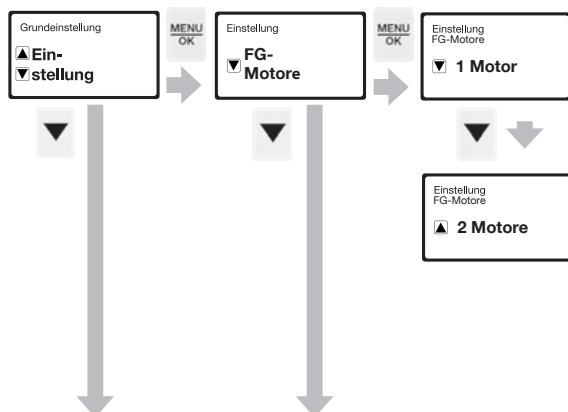 Grundeinstellung
Ein-
stellung
MENU
OK
Einstellung
FG-
Motore
MENU
OK
Einstellung
FG-Motore
1 Motor
Einstellung
FG-Motore
2 Motore